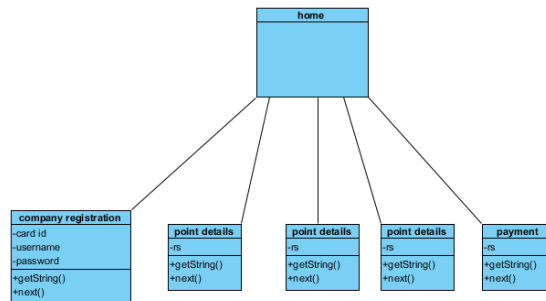 home
company registration
-card id
-username
-password
+getString()
+next()
point details
-rs
+getString()
+next()
point details
-rs
+getString()
+next()
point details
-rs
+getString()
+next()
payment
-rs
+getString()
+next()